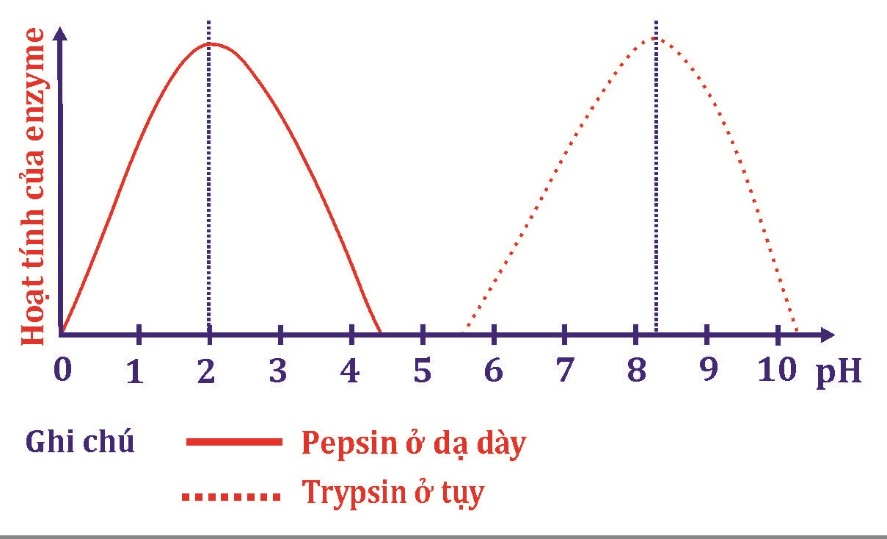 Hoạt tính của enzyme
0 1 2 3 4 5 6 7 8 9 10 pH
Ghi chú
Pepsin ở dạ dày
Trypsin ở tụy